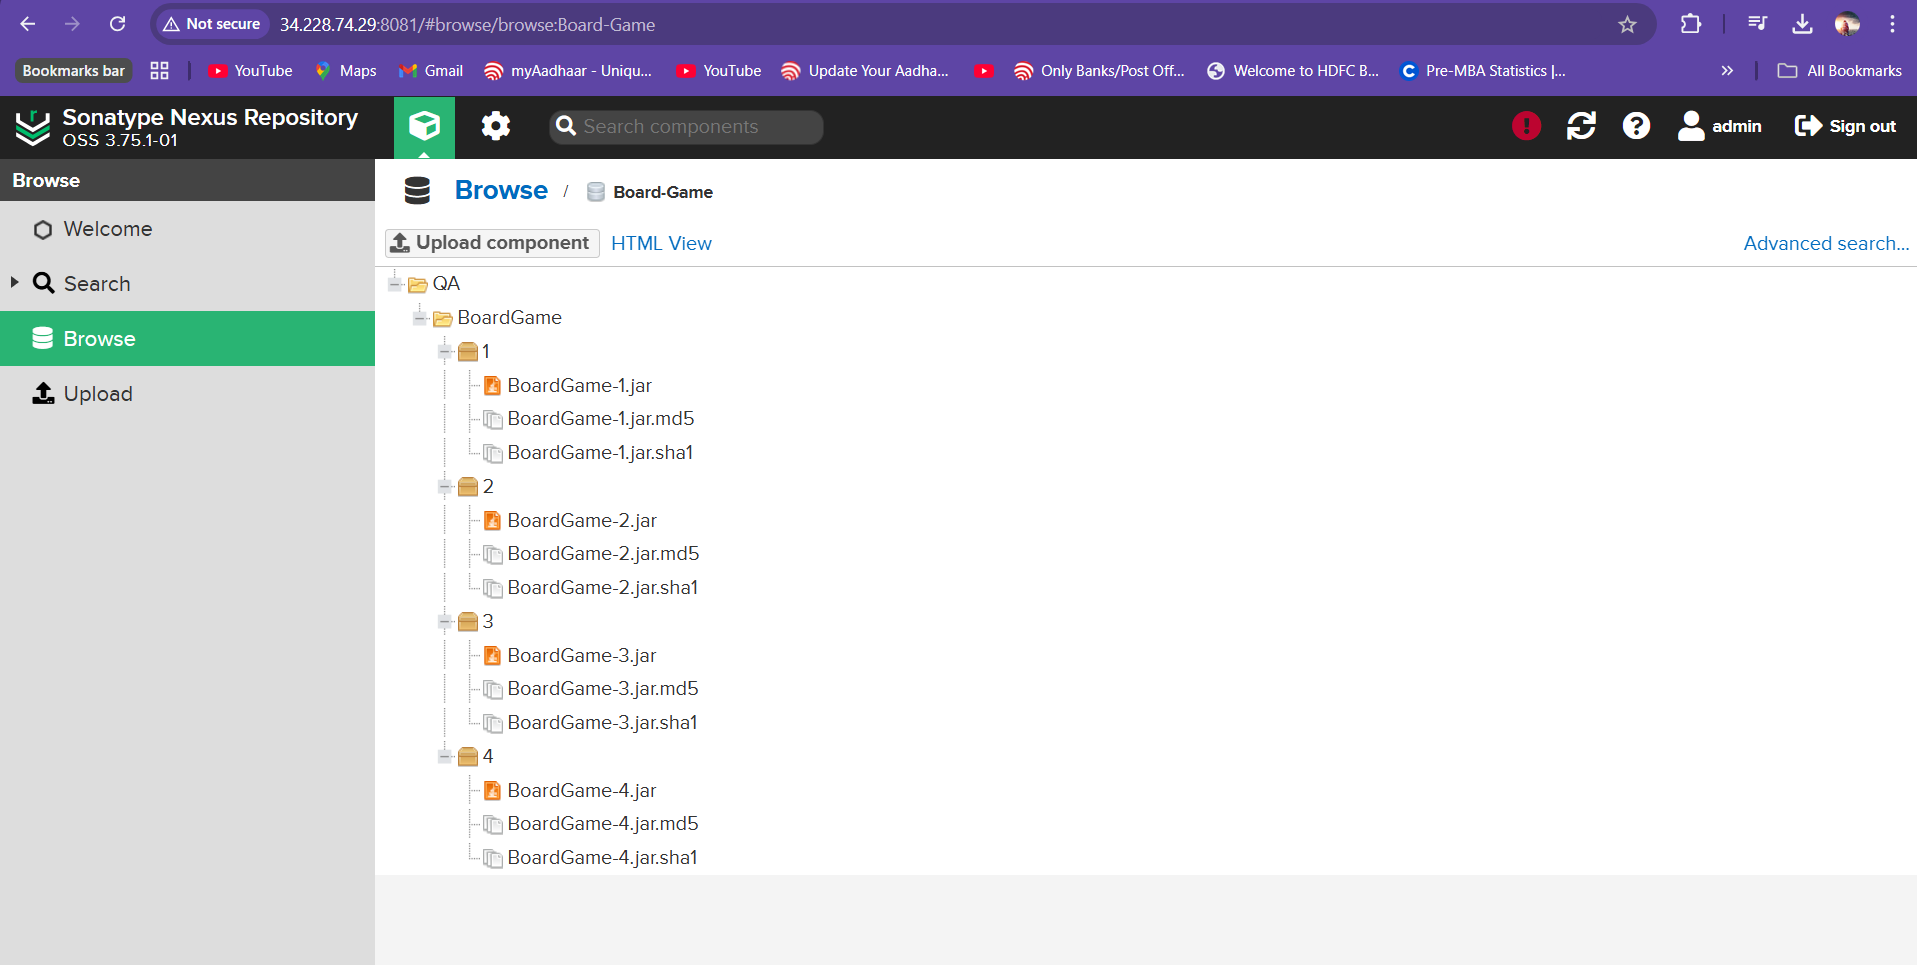 Not secure 34.228.74.29:8081/#browse/browse:Board-Game
Bookmarks bar YouTube Maps Gmail myAadhaar - Uniqu... YouTube Update Your Aadha... Only Banks/Post Off... Welcome to HDFC B... Pre-MBA Statistics |... » All Bookmarks
Sonatype Nexus Repository
OSS 3.75.1-01
Search components
admin Sign out
Browse
Welcome
Search
Browse
Upload
Browse / Board-Game
Upload component HTML View Advanced search...
QA
BoardGame
1
BoardGame-1.jar
BoardGame-1.jar.md5
BoardGame-1.jar.sha1
2
BoardGame-2.jar
BoardGame-2.jar.md5
BoardGame-2.jar.sha1
3
BoardGame-3.jar
BoardGame-3.jar.md5
BoardGame-3.jar.sha1
4
BoardGame-4.jar
BoardGame-4.jar.md5
BoardGame-4.jar.sha1